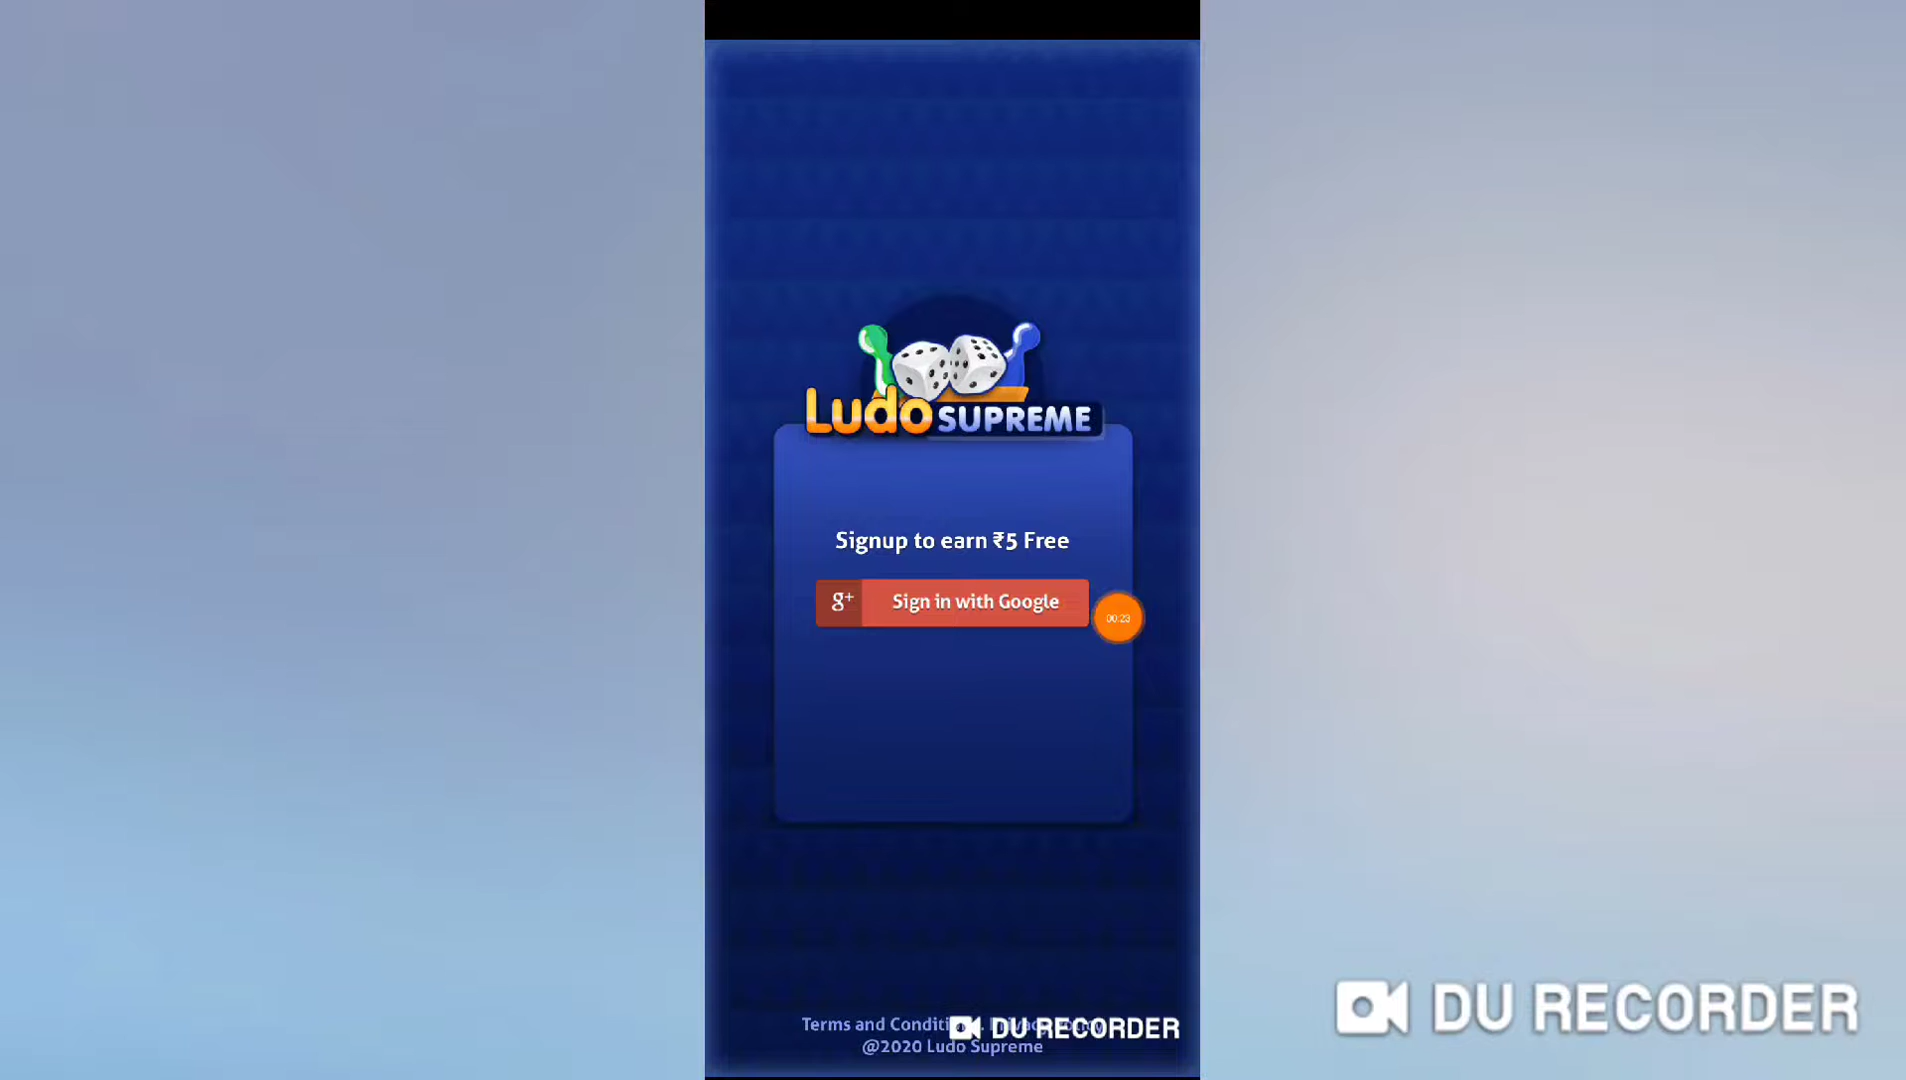 Ludo SUPREME
Signup to earn ₹5 Free
g+ Sign in with Google
00:23
Terms and
DU RECORDER
@2020 Ludo Supreme
DU RECORDER